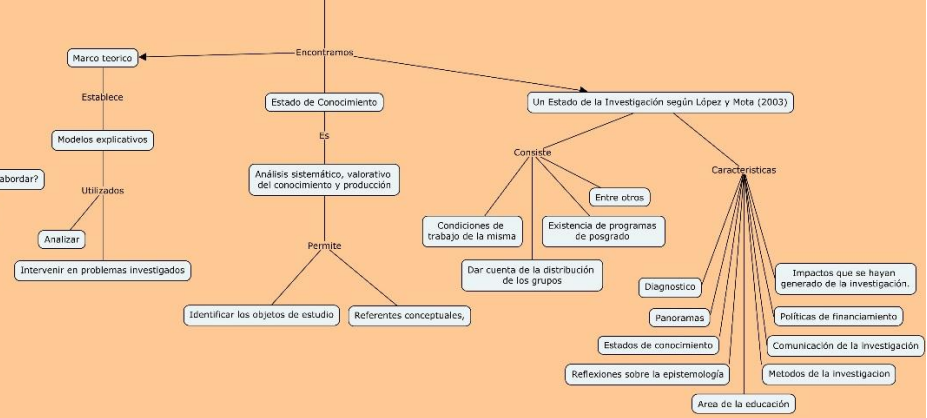 Encontramos
Marco teorico
Establece
Modelos explicativos
abordar?
Utilizados
Analizar
Intervenir en problemas investigados
Estado de Conocimiento
Es
Análisis sistemático, valorativo
del conocimiento y producción
Permite
Identificar los objetos de estudio
Referentes conceptuales,
Un Estado de la Investigación según López y Mota (2003)
Consiste
Condiciones de
trabajo de la misma
Dar cuenta de la distribución
de los grupos
Existencia de programas
de posgrado
Entre otros
Caracteristicas
Diagnostico
Panoramas
Estados de conocimiento
Reflexiones sobre la epistemología
Area de la educación
Metodos de la investigacion
Comunicación de la investigación
Políticas de financiamiento
Impactos que se hayan
generado de la investigación.